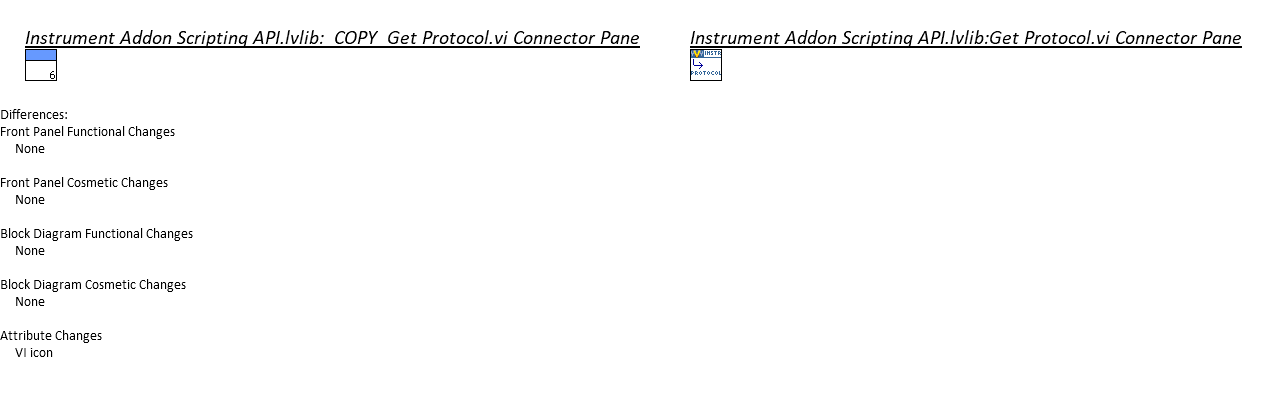 Instrument Addon Scripting API.lvlib:  COPY  Get Protocol.vi Connector Pane
Instrument Addon Scripting API.lvlib:Get Protocol.vi Connector Pane
6
INSTR
PROTOCOL
Differences:
Front Panel Functional Changes
None
Front Panel Cosmetic Changes
None
Block Diagram Functional Changes
None
Block Diagram Cosmetic Changes
None
Attribute Changes
VI icon